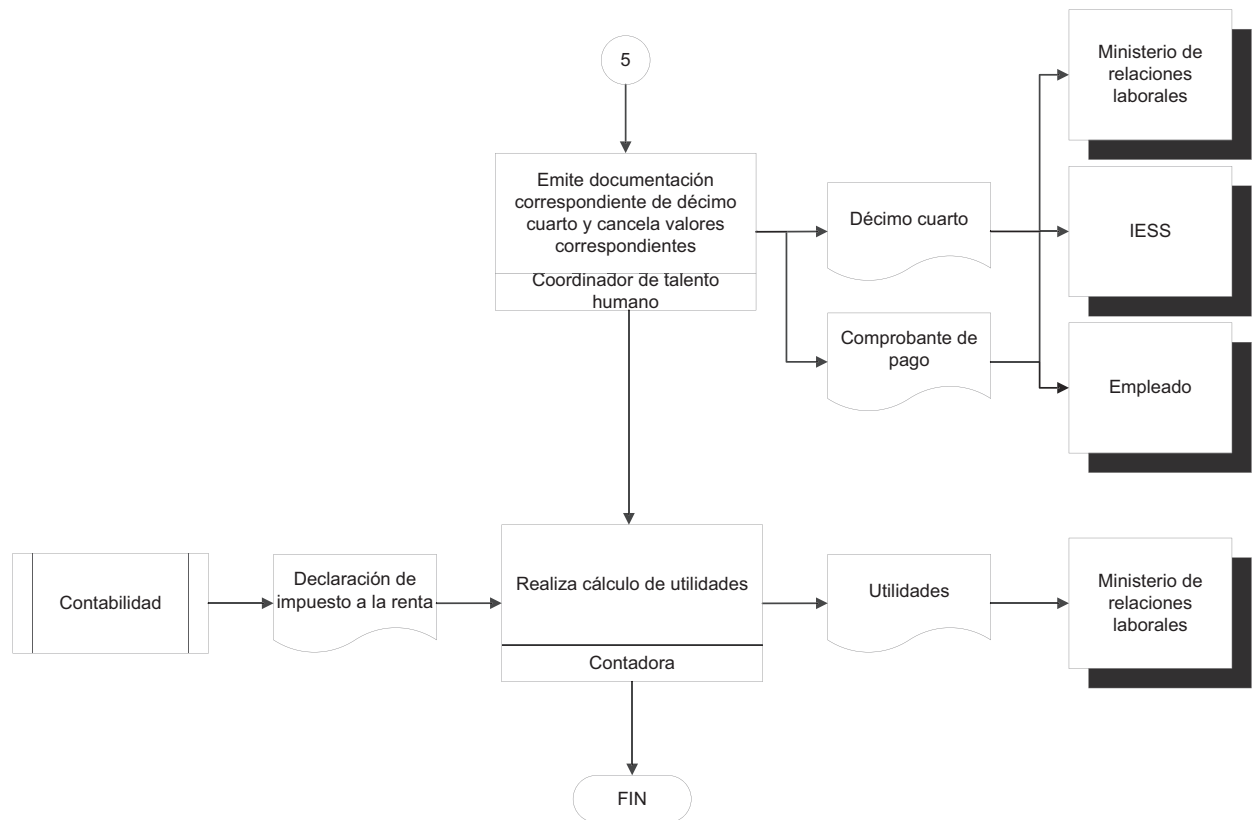 5
Ministerio de
relaciones
laborales
Emite documentación
correspondiente de décimo
cuarto y cancela valores
correspondientes
Coordinador de talento
humano
Décimo cuarto
IESS
Comprobante de
pago
Empleado
Contabilidad
Declaración de
impuesto a la renta
Realiza cálculo de utilidades
Contadora
Utilidades
Ministerio de
relaciones
laborales
FIN